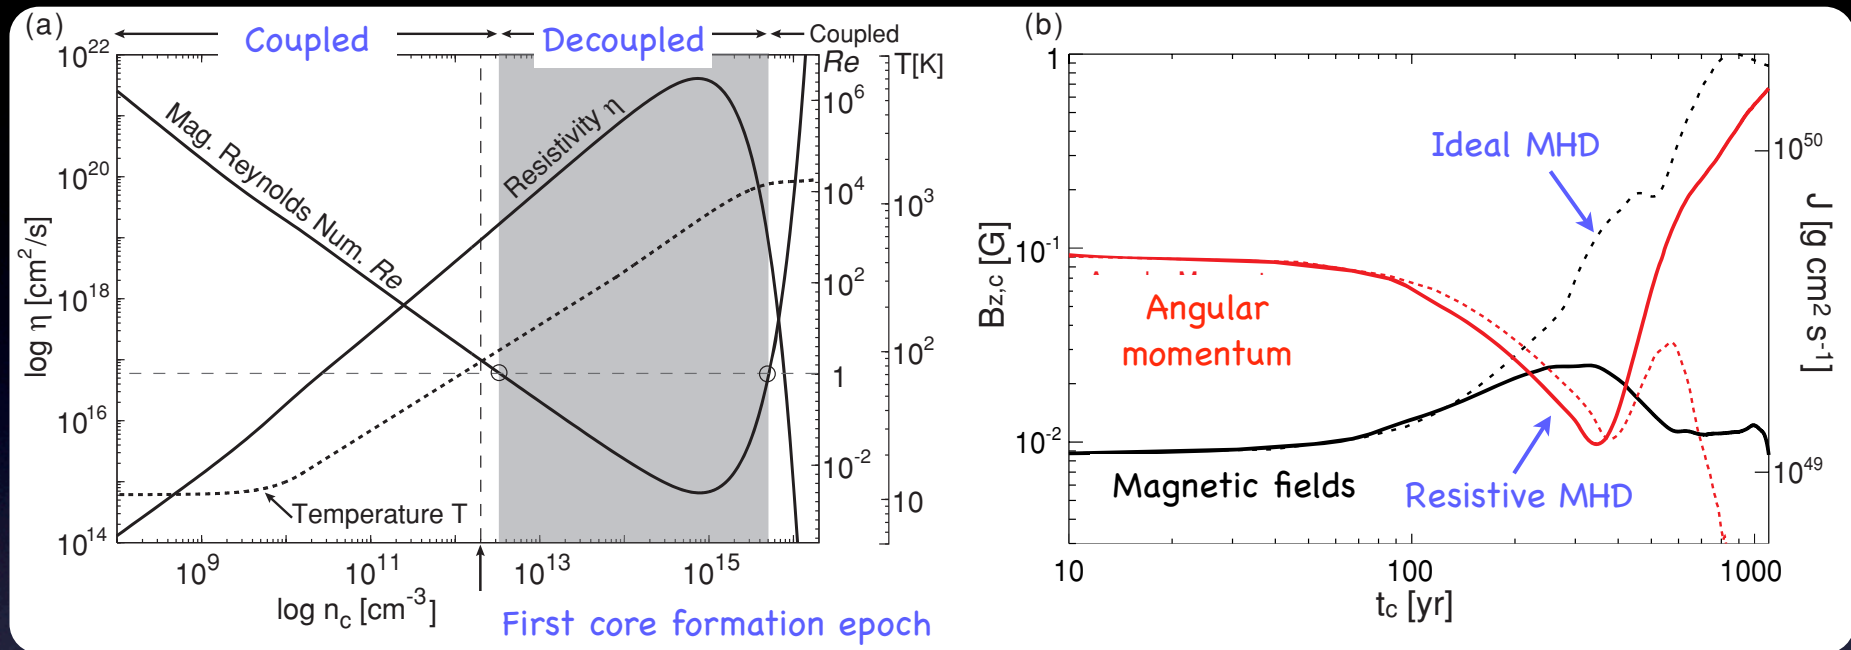 (a)
Coupled
Decoupled
Coupled
Re
T[K]
10^22
10^20
10^18
10^16
10^14
log η [cm^2/s]
Mag. Reynolds Num. Re
Resistivity η
Temperature T
10^6
10^4
10^2
1
10^-2
10^3
10^2
10
10^9
10^11
10^13
10^15
log n_c [cm^-3]
First core formation epoch
(b)
1
10^-1
10^-2
B_z,c [G]
Ideal MHD
Angular
momentum
Magnetic fields
Resistive MHD
10^50
10^49
J [g cm^2 s^-1]
10
100
1000
t_c [yr]